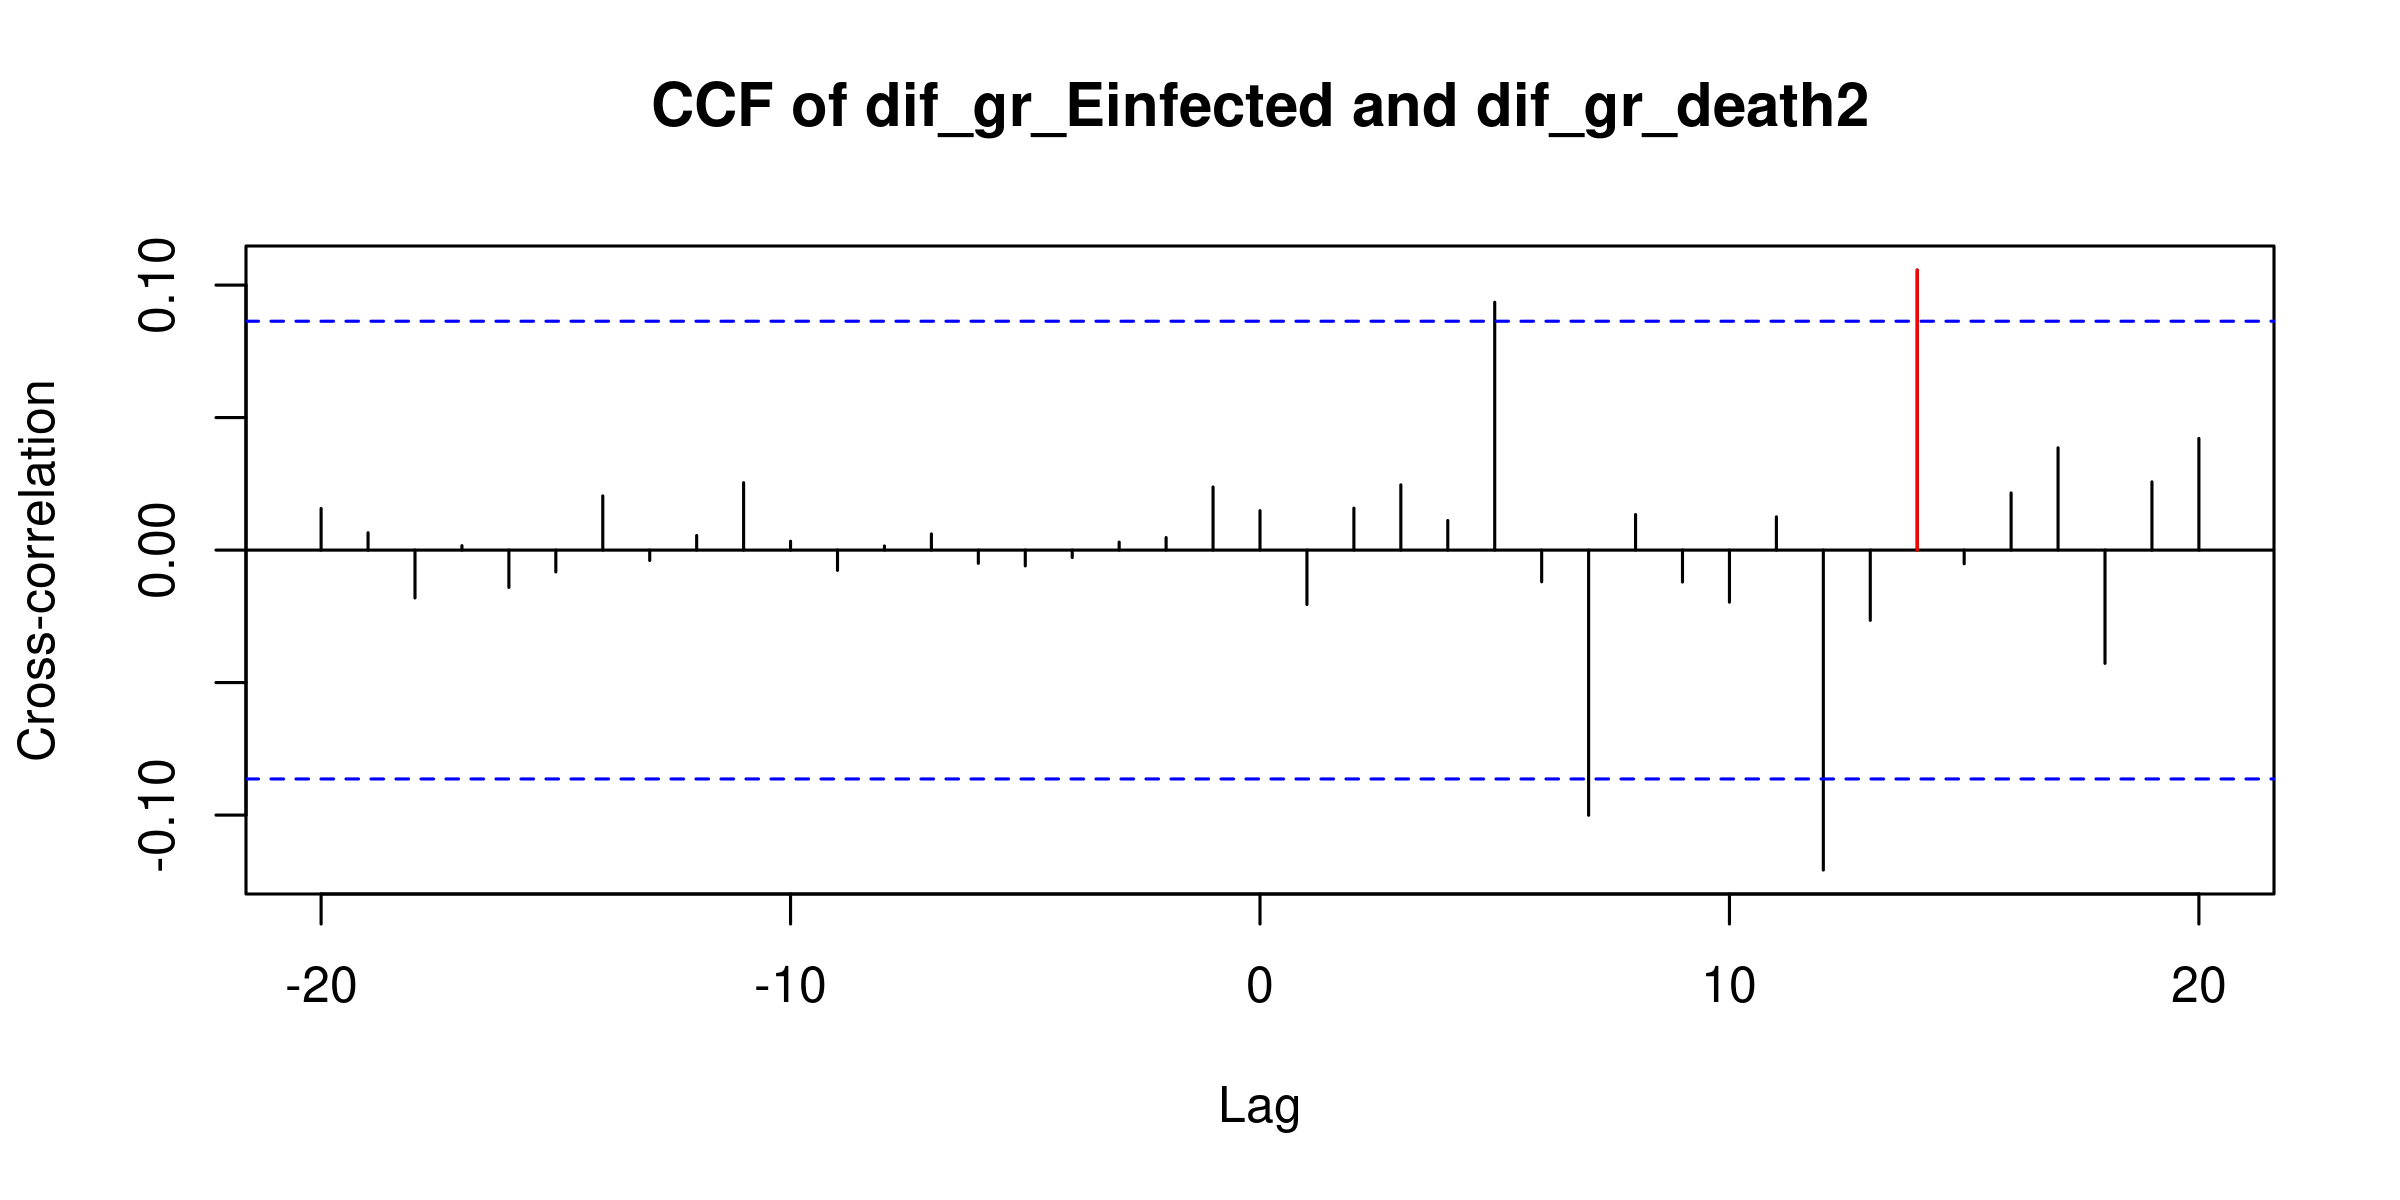 CCF of dif_gr_Einfected and dif_gr_death2
Cross-correlation
0.10
0.00
-0.10
-20 -10 0 10 20
Lag